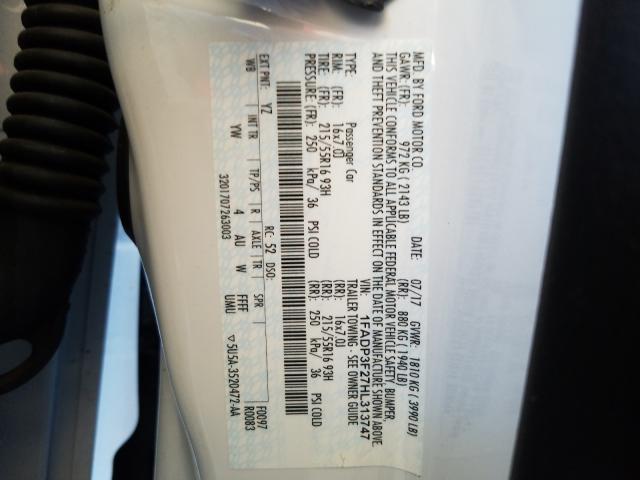 MFD. BY FORD MOTOR CO.
DATE: 07/17 GVWR: 1810 KG ( 3990 LB)
GAWR: (FR): 972 KG ( 2143 LB) (RR): 880 KG ( 1940 LB)
THIS VEHICLE CONFORMS TO ALL APPLICABLE FEDERAL MOTOR VEHICLE SAFETY, BUMPER,
AND THEFT PREVENTION STANDARDS IN EFFECT ON THE DATE OF MANUFACTURE SHOWN ABOVE.
VIN: 1FADP3F27HL313747
TYPE Passenger Car TRAILER TOWING - SEE OWNER GUIDE
RIM: (FR): 16x7.0J (RR): 16x7.0J
TIRE: (FR): 215/55R16 93H (RR): 215/55R16 93H
PRESSURE: (FR): 250 kPa/ 36 PSI COLD (RR): 250 kPa/ 36 PSI COLD
EXT PNT: YZ RC: 52 DSO: F0097
WB INT TR TP/PS R AXLE TR SPR R0083
YW 4 AU W FFFF
3201707263003 UMU ▽5U5A-3520472-AA